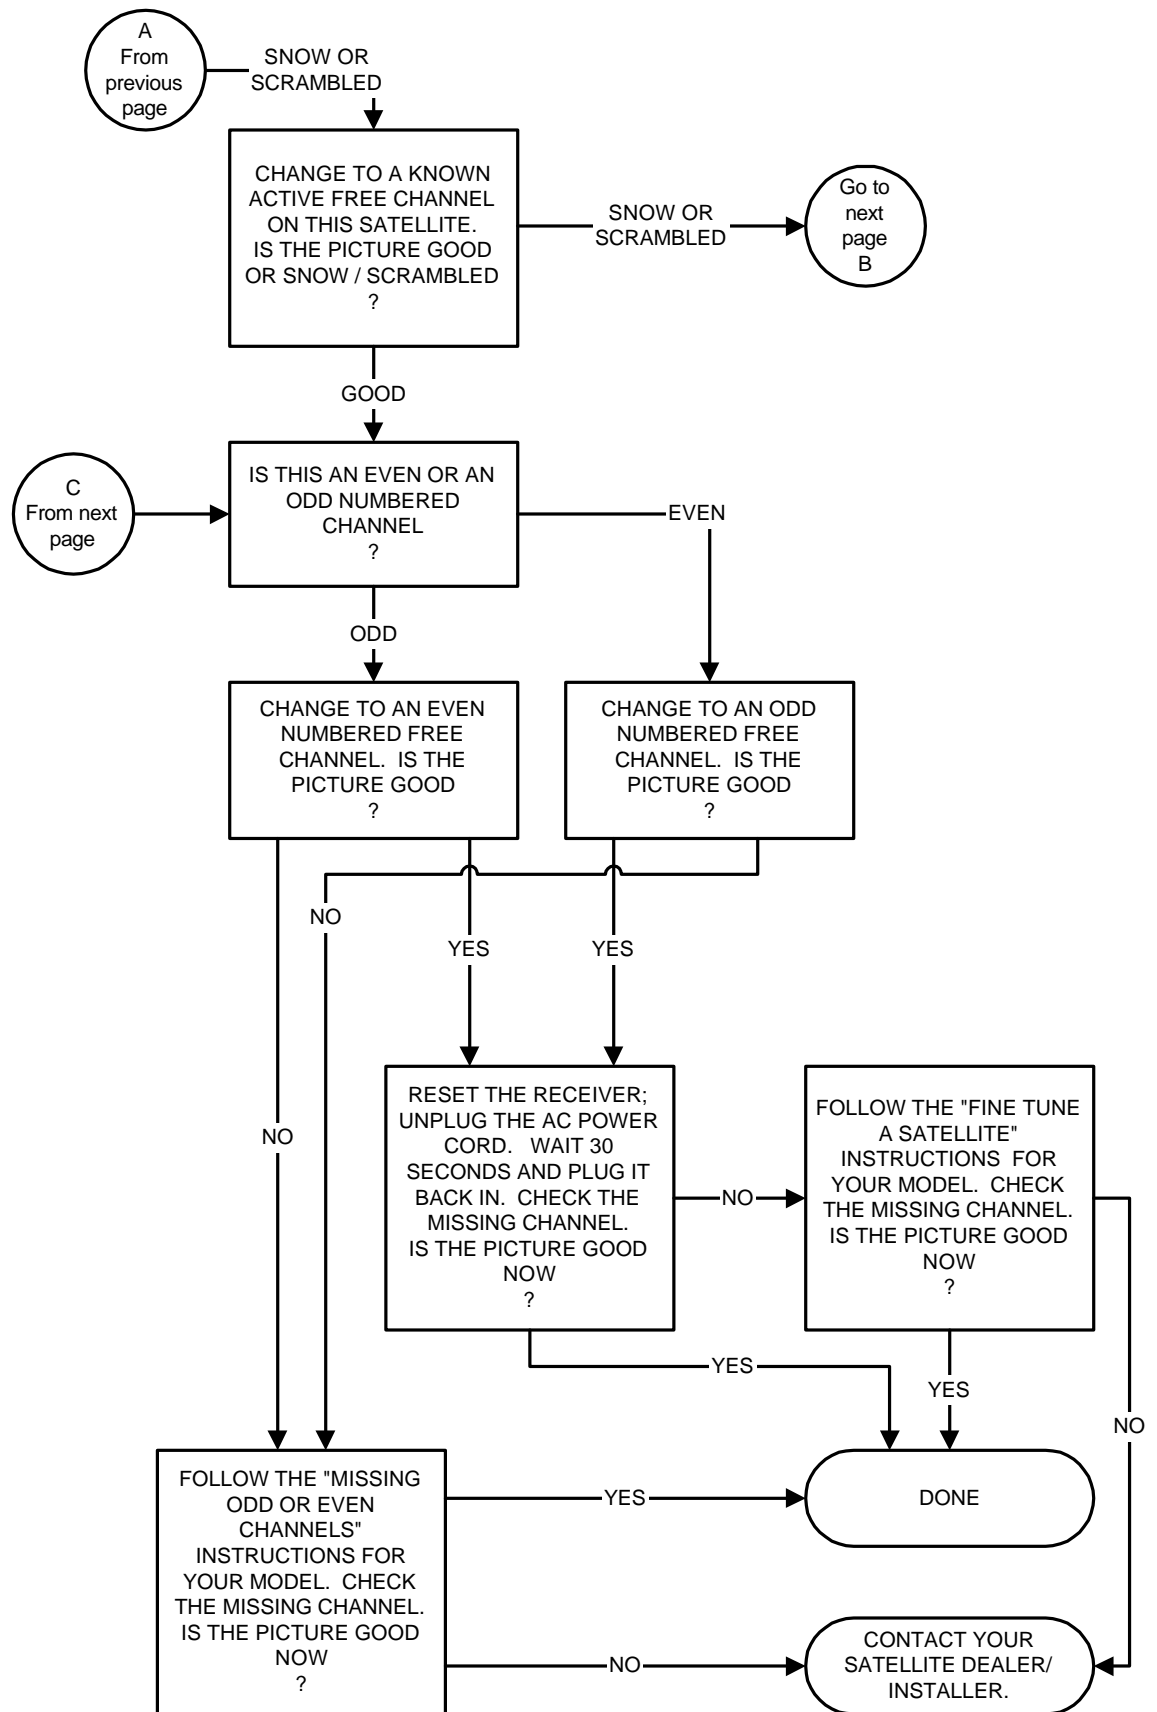 A
From
previous
page
SNOW OR
SCRAMBLED
CHANGE TO A KNOWN
ACTIVE FREE CHANNEL
ON THIS SATELLITE.
IS THE PICTURE GOOD
OR SNOW / SCRAMBLED
?
SNOW OR
SCRAMBLED
Go to
next
page
B
GOOD
C
From next
page
IS THIS AN EVEN OR AN
ODD NUMBERED
CHANNEL
?
EVEN
ODD
CHANGE TO AN EVEN
NUMBERED FREE
CHANNEL. IS THE
PICTURE GOOD
?
CHANGE TO AN ODD
NUMBERED FREE
CHANNEL. IS THE
PICTURE GOOD
?
NO
YES
YES
NO
RESET THE RECEIVER;
UNPLUG THE AC POWER
CORD. WAIT 30
SECONDS AND PLUG IT
BACK IN. CHECK THE
MISSING CHANNEL.
IS THE PICTURE GOOD
NOW
?
NO
FOLLOW THE "FINE TUNE
A SATELLITE"
INSTRUCTIONS FOR
YOUR MODEL. CHECK
THE MISSING CHANNEL.
IS THE PICTURE GOOD
NOW
?
YES
YES
NO
FOLLOW THE "MISSING
ODD OR EVEN
CHANNELS"
INSTRUCTIONS FOR
YOUR MODEL. CHECK
THE MISSING CHANNEL.
IS THE PICTURE GOOD
NOW
?
YES
DONE
NO
CONTACT YOUR
SATELLITE DEALER/
INSTALLER.